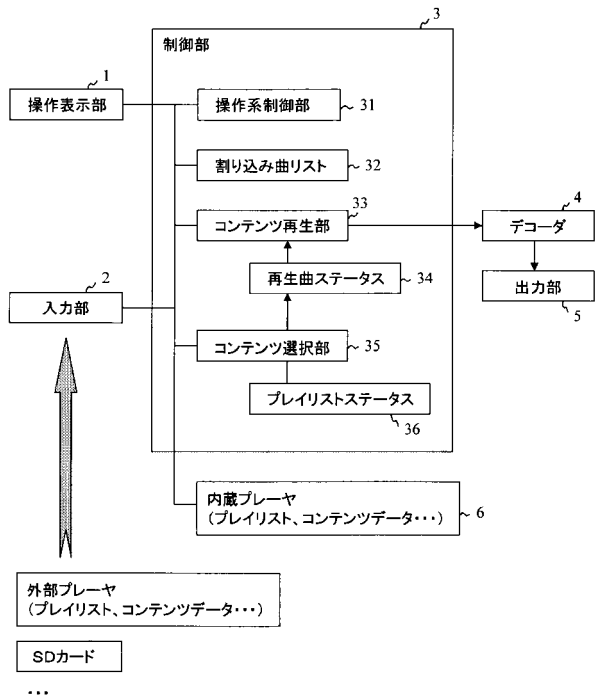 3
制御部
1
操作表示部
操作系制御部
31
割り込み曲リスト
32
33
コンテンツ再生部
4
デコーダ
再生曲ステータス
34
2
入力部
出力部
5
コンテンツ選択部
35
プレイリストステータス
36
内蔵プレーヤ
(プレイリスト、コンテンツデータ・・・)
6
外部プレーヤ
(プレイリスト、コンテンツデータ・・・)
SDカード
・・・